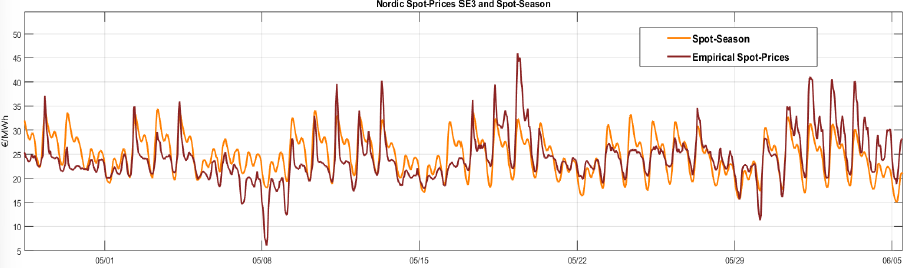 Nordic Spot-Prices SE3 and Spot-Season
50
45
40
35
30
25
20
15
10
5
€/MWh
Spot-Season
Empirical Spot-Prices
05/01 05/08 05/15 05/22 05/29 06/05